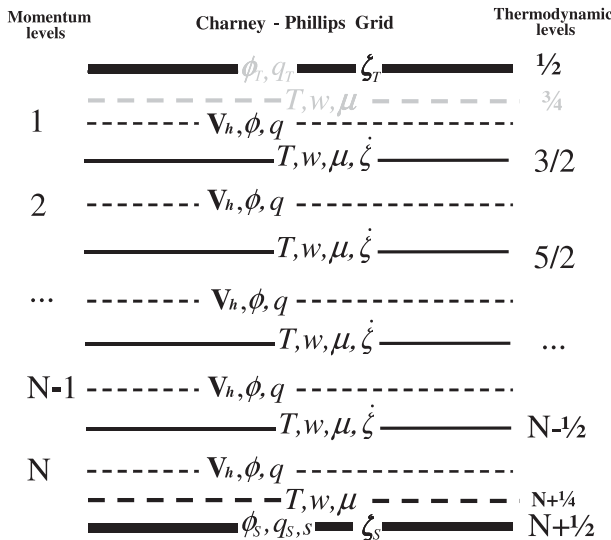 Momentum levels Charney - Phillips Grid Thermodynamic levels
ϕT, qT ζT ½
T, w, μ ¾
1 Vh, ϕ, q
T, w, μ, ζ̇ 3/2
2 Vh, ϕ, q
T, w, μ, ζ̇ 5/2
... Vh, ϕ, q
T, w, μ, ζ̇ ...
N-1 Vh, ϕ, q
T, w, μ, ζ̇ N-½
N Vh, ϕ, q
T, w, μ N+¼
ϕS, qS, s ζS N+½